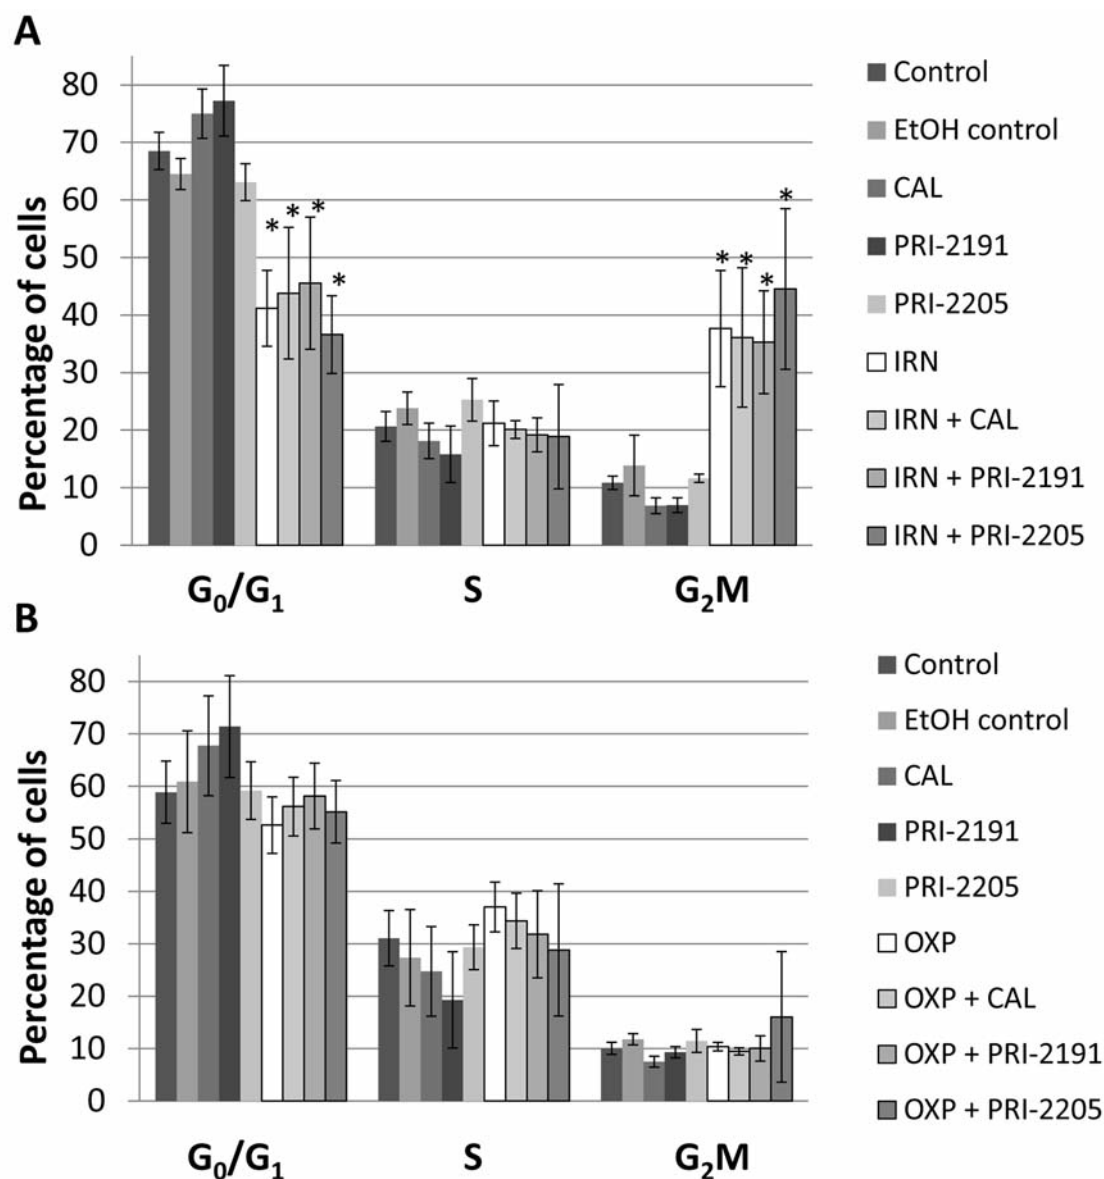 A
Percentage of cells
80
70
60
50
40
30
20
10
0
* * * *
* * * *
G0/G1 S G2M
Control
EtOH control
CAL
PRI-2191
PRI-2205
IRN
IRN + CAL
IRN + PRI-2191
IRN + PRI-2205
B
Percentage of cells
80
70
60
50
40
30
20
10
0
G0/G1 S G2M
Control
EtOH control
CAL
PRI-2191
PRI-2205
OXP
OXP + CAL
OXP + PRI-2191
OXP + PRI-2205